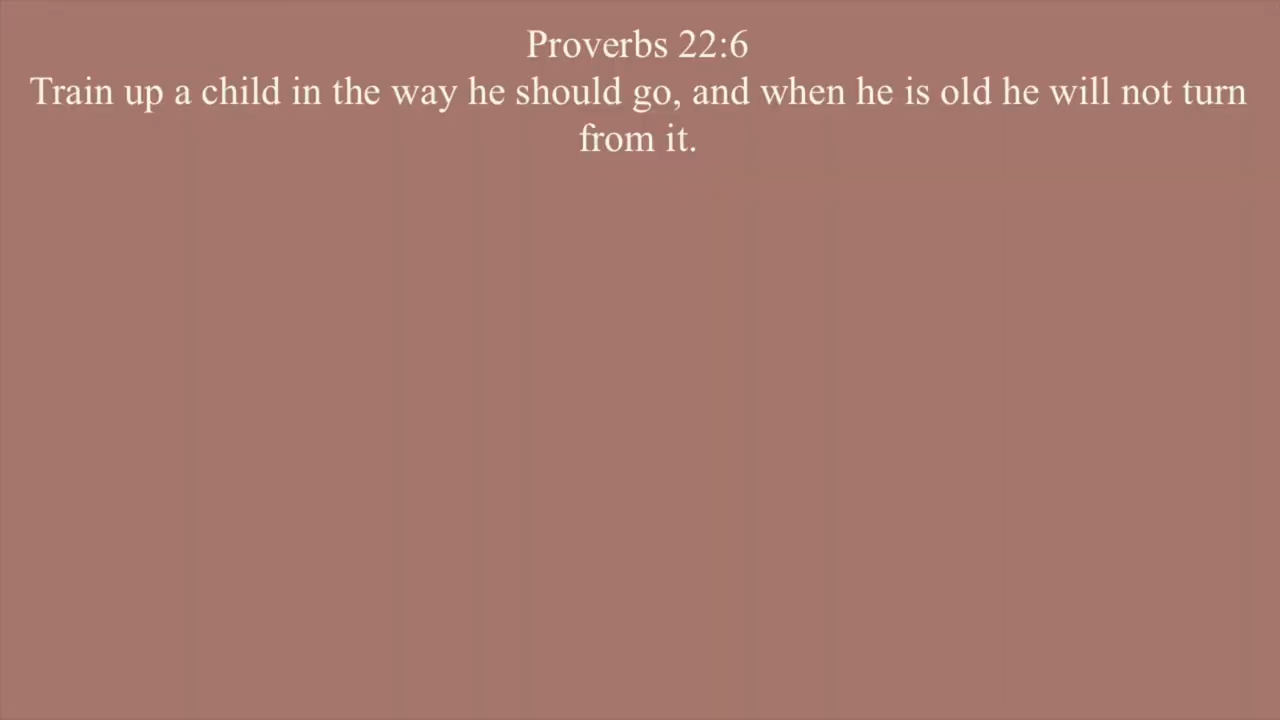 Proverbs 22:6
Train up a child in the way he should go, and when he is old he will not turn
from it.